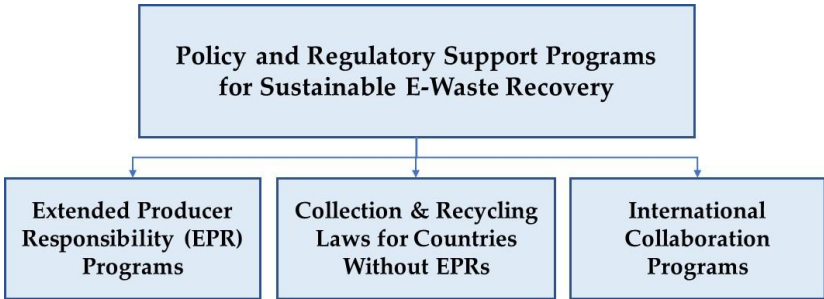 Policy and Regulatory Support Programs
for Sustainable E-Waste Recovery
Extended Producer
Responsibility (EPR)
Programs
Collection & Recycling
Laws for Countries
Without EPRs
International
Collaboration
Programs